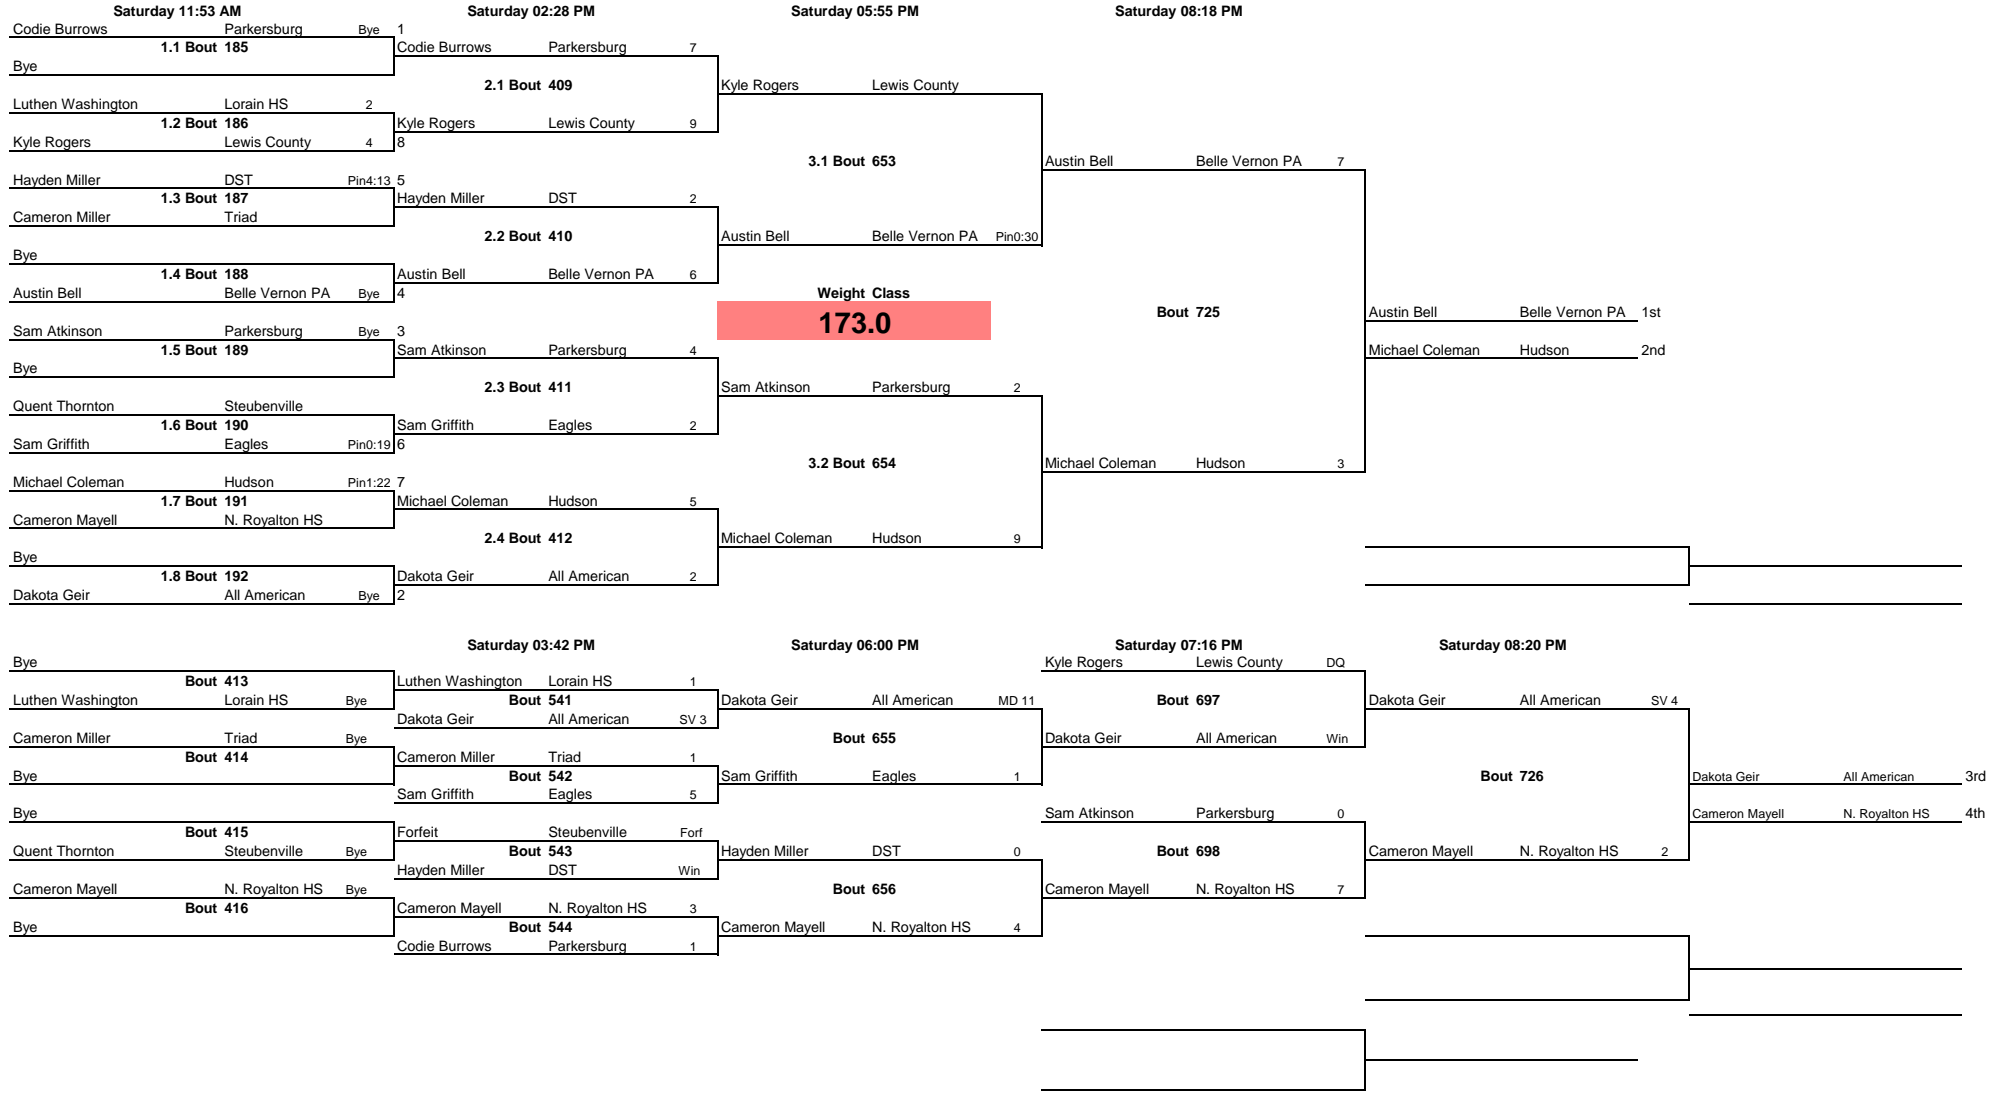 Saturday 11:53 AM Saturday 02:28 PM Saturday 05:55 PM Saturday 08:18 PM
Codie Burrows Parkersburg Bye 1
1.1 Bout 185 Codie Burrows Parkersburg 7
Bye
2.1 Bout 409 Kyle Rogers Lewis County
Luthen Washington Lorain HS 2
1.2 Bout 186 Kyle Rogers Lewis County 9
Kyle Rogers Lewis County 4 8
3.1 Bout 653 Austin Bell Belle Vernon PA 7
Hayden Miller DST Pin4:13 5
1.3 Bout 187 Hayden Miller DST 2
Cameron Miller Triad
2.2 Bout 410 Austin Bell Belle Vernon PA Pin0:30
Bye
1.4 Bout 188 Austin Bell Belle Vernon PA 6
Austin Bell Belle Vernon PA Bye 4 Weight Class
173.0 Bout 725 Austin Bell Belle Vernon PA 1st
Sam Atkinson Parkersburg Bye 3
1.5 Bout 189 Sam Atkinson Parkersburg 4 Michael Coleman Hudson 2nd
Bye
2.3 Bout 411 Sam Atkinson Parkersburg 2
Quent Thornton Steubenville
1.6 Bout 190 Sam Griffith Eagles 2
Sam Griffith Eagles Pin0:19 6
3.2 Bout 654 Michael Coleman Hudson 3
Michael Coleman Hudson Pin1:22 7
1.7 Bout 191 Michael Coleman Hudson 5
Cameron Mayell N. Royalton HS
2.4 Bout 412 Michael Coleman Hudson 9
Bye
1.8 Bout 192 Dakota Geir All American 2
Dakota Geir All American Bye 2
Saturday 03:42 PM Saturday 06:00 PM Saturday 07:16 PM Saturday 08:20 PM
Bye Kyle Rogers Lewis County DQ
Bout 413 Luthen Washington Lorain HS 1
Luthen Washington Lorain HS Bye Bout 541 Dakota Geir All American MD 11 Bout 697 Dakota Geir All American SV 4
Dakota Geir All American SV 3
Cameron Miller Triad Bye Bout 655 Dakota Geir All American Win
Bout 414 Cameron Miller Triad 1
Bye Bout 542 Sam Griffith Eagles 1 Bout 726 Dakota Geir All American 3rd
Sam Griffith Eagles 5
Bye Sam Atkinson Parkersburg 0 Cameron Mayell N. Royalton HS 4th
Bout 415 Forfeit Steubenville Forf
Quent Thornton Steubenville Bye Bout 543 Hayden Miller DST 0 Bout 698 Cameron Mayell N. Royalton HS 2
Hayden Miller DST Win
Cameron Mayell N. Royalton HS Bye Bout 656 Cameron Mayell N. Royalton HS 7
Bout 416 Cameron Mayell N. Royalton HS 3
Bye Bout 544 Cameron Mayell N. Royalton HS 4
Codie Burrows Parkersburg 1